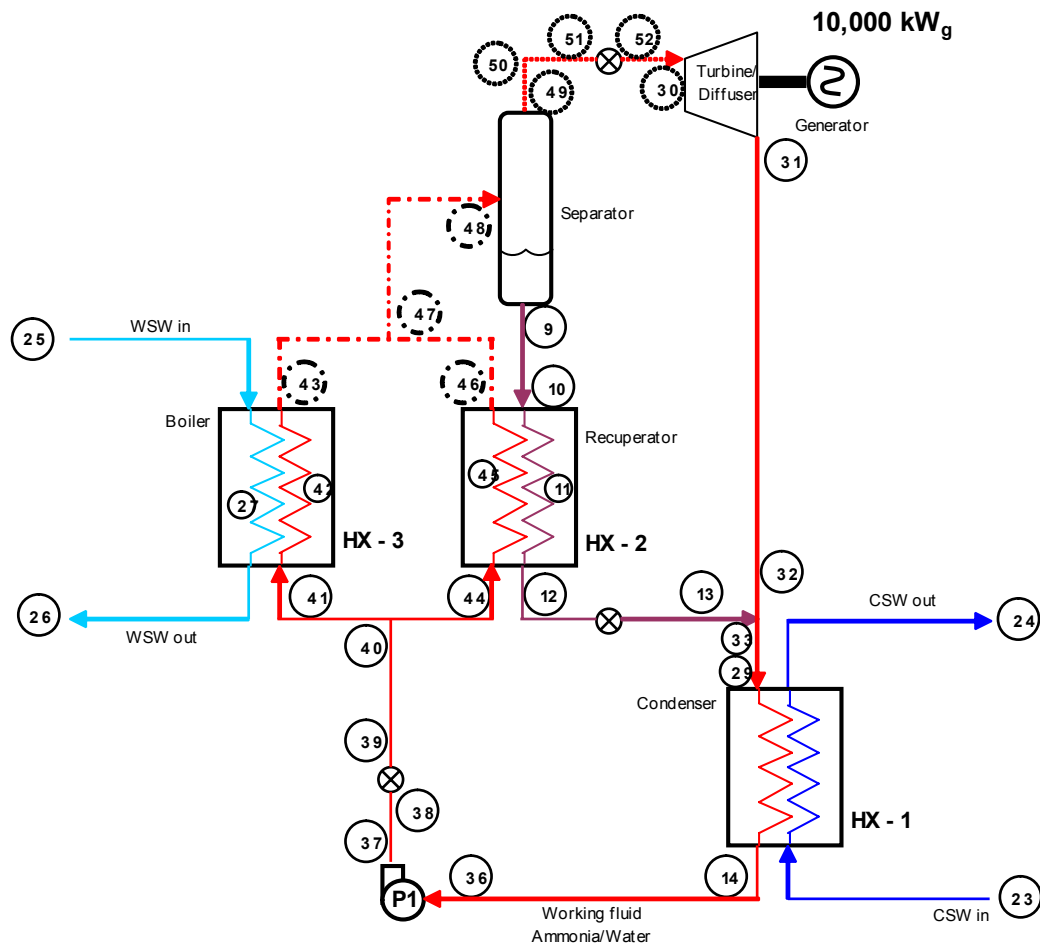 10,000 kWg
51
52
50
Turbine/
Diffuser
30
49
Generator
31
Separator
48
47
9
25
WSW in
43
46
10
Boiler
Recuperator
45
11
42
27
HX - 3
HX - 2
32
41
44
12
13
CSW out
26
24
WSW out
33
40
29
Condenser
39
38
HX - 1
37
36
14
P1
23
Working fluid
Ammonia/Water
CSW in